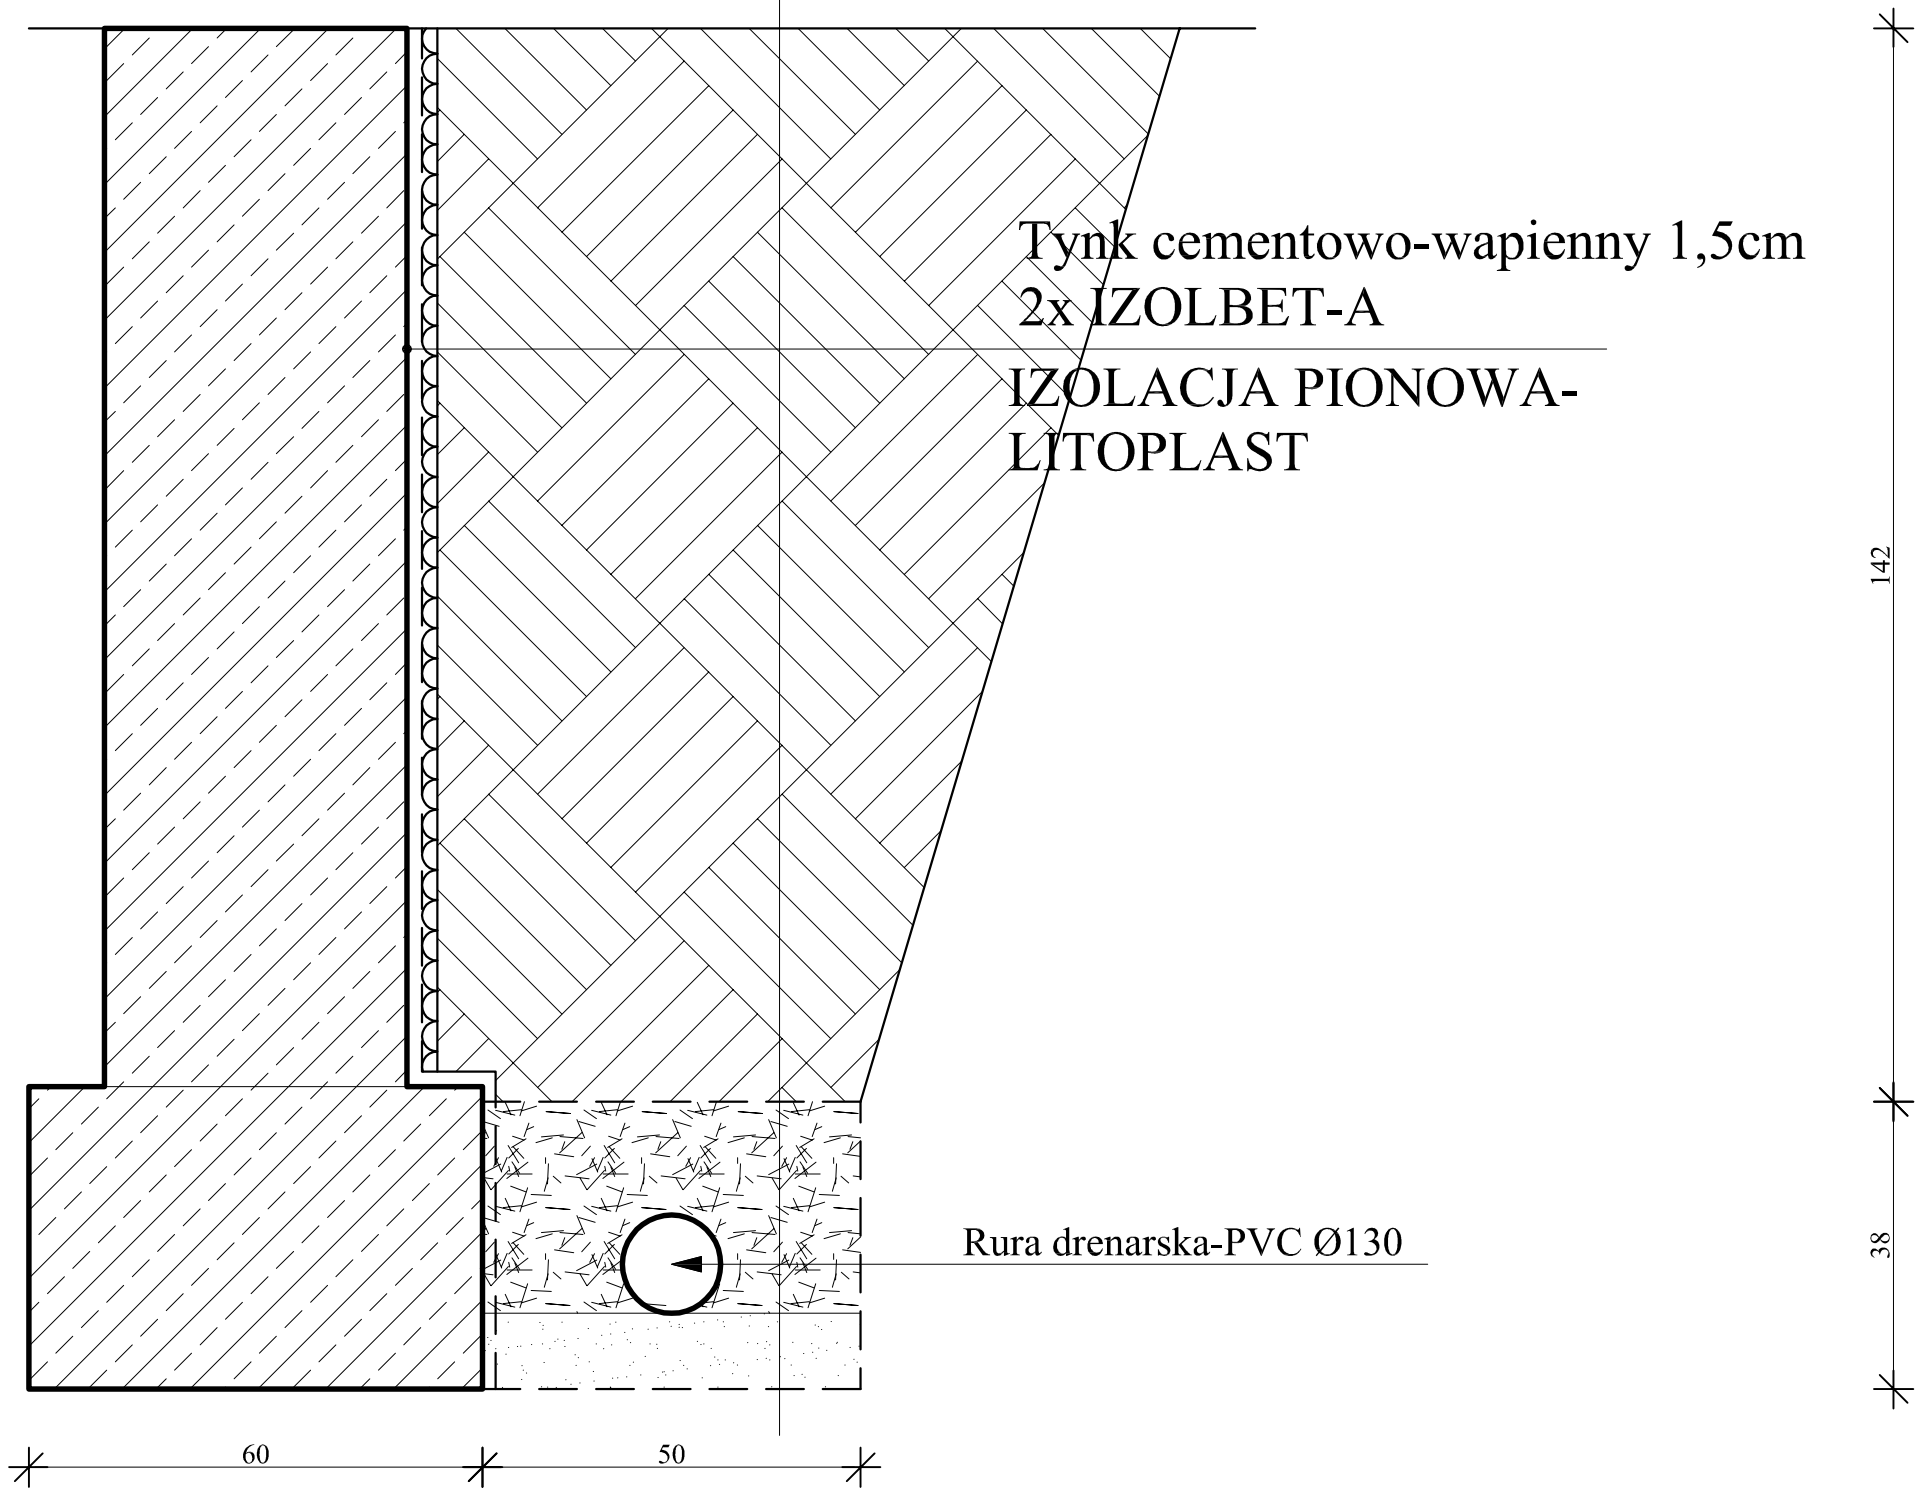 Tynk cementowo-wapienny 1,5cm
2x IZOLBET-A
IZOLACJA PIONOWA-
LITOPLAST
142
Rura drenarska-PVC Ø130
38
60
50